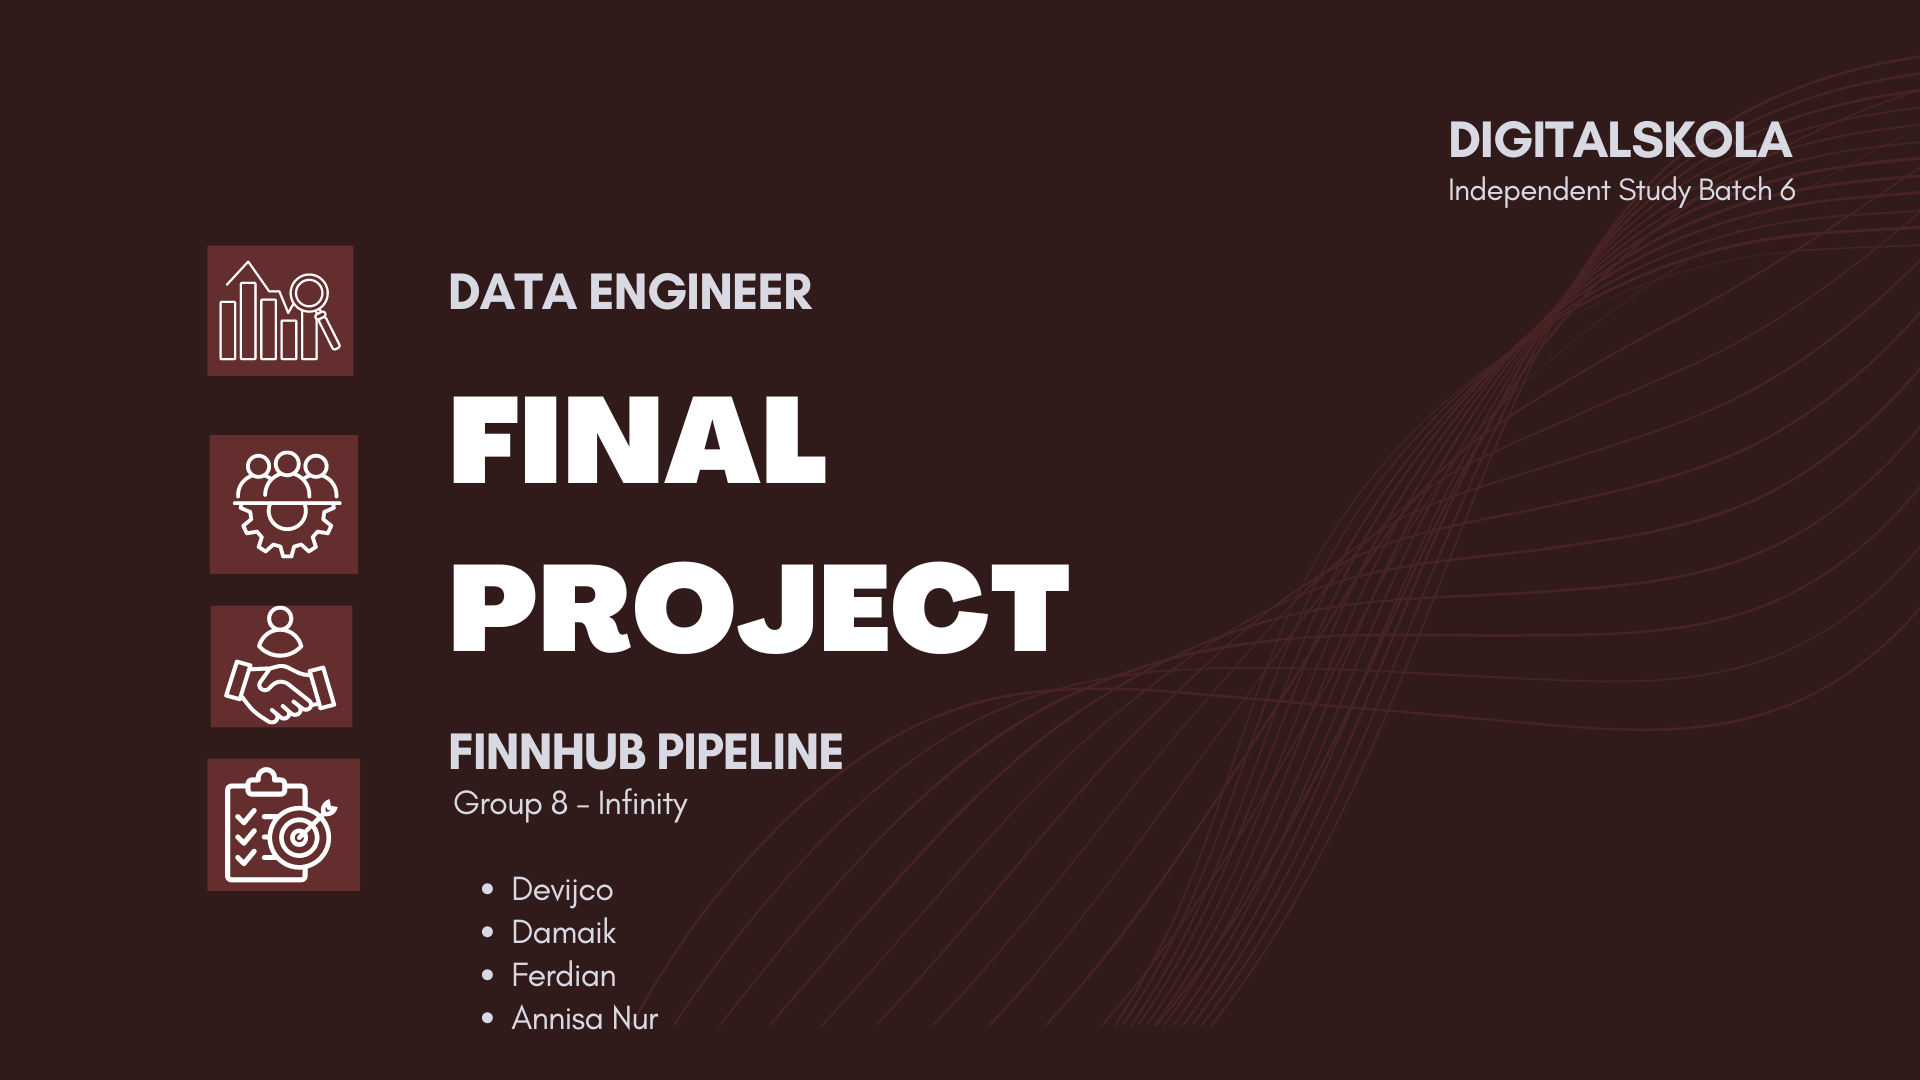 DIGITALSKOLA
Independent Study Batch 6
DATA ENGINEER
FINAL
PROJECT
FINNHUB PIPELINE
Group 8 - Infinity
• Devijco
• Damaik
• Ferdian
• Annisa Nur